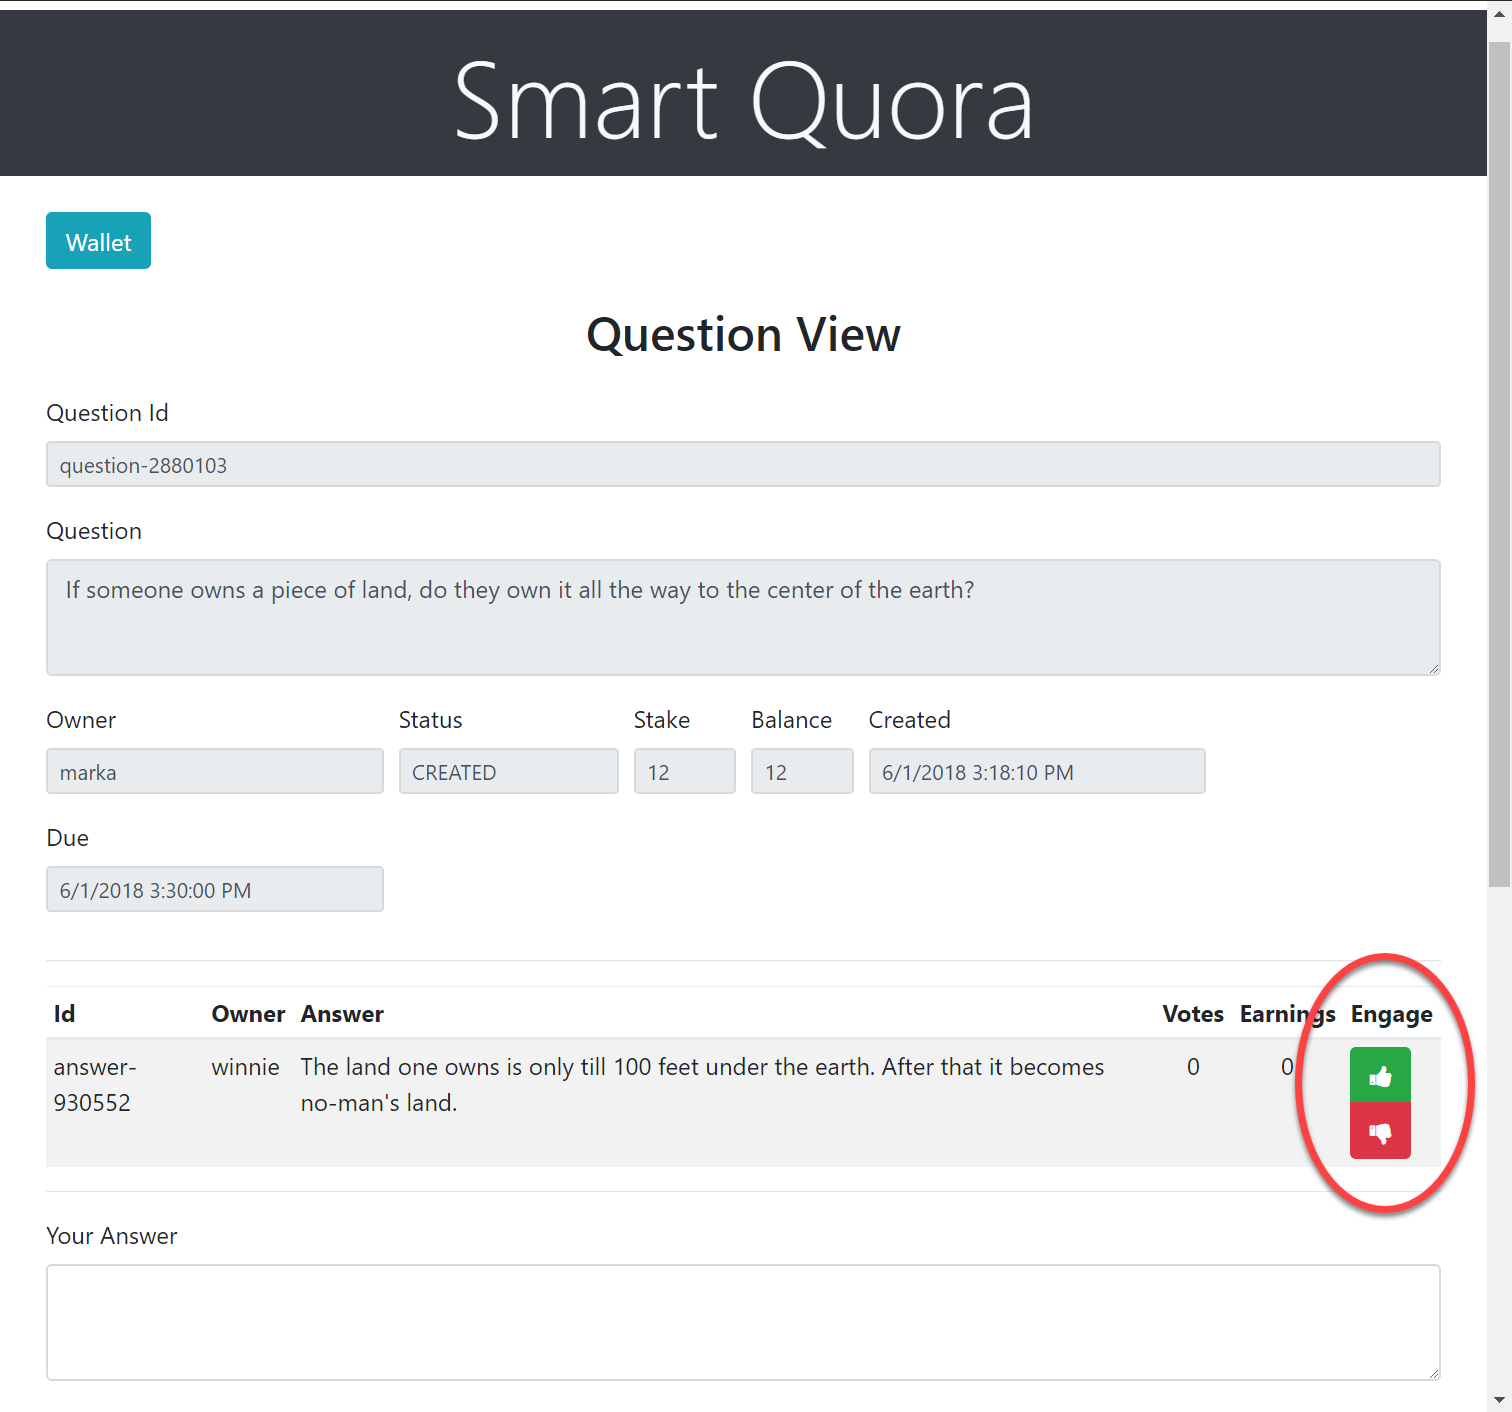 Smart Quora
Wallet
Question View
Question Id
question-2880103
Question
If someone owns a piece of land, do they own it all the way to the center of the earth?
Owner Status Stake Balance Created
marka CREATED 12 12 6/1/2018 3:18:10 PM
Due
6/1/2018 3:30:00 PM
Id Owner Answer Votes Earnings Engage
answer- winnie The land one owns is only till 100 feet under the earth. After that it becomes 0 0
930552 no-man's land.
Your Answer